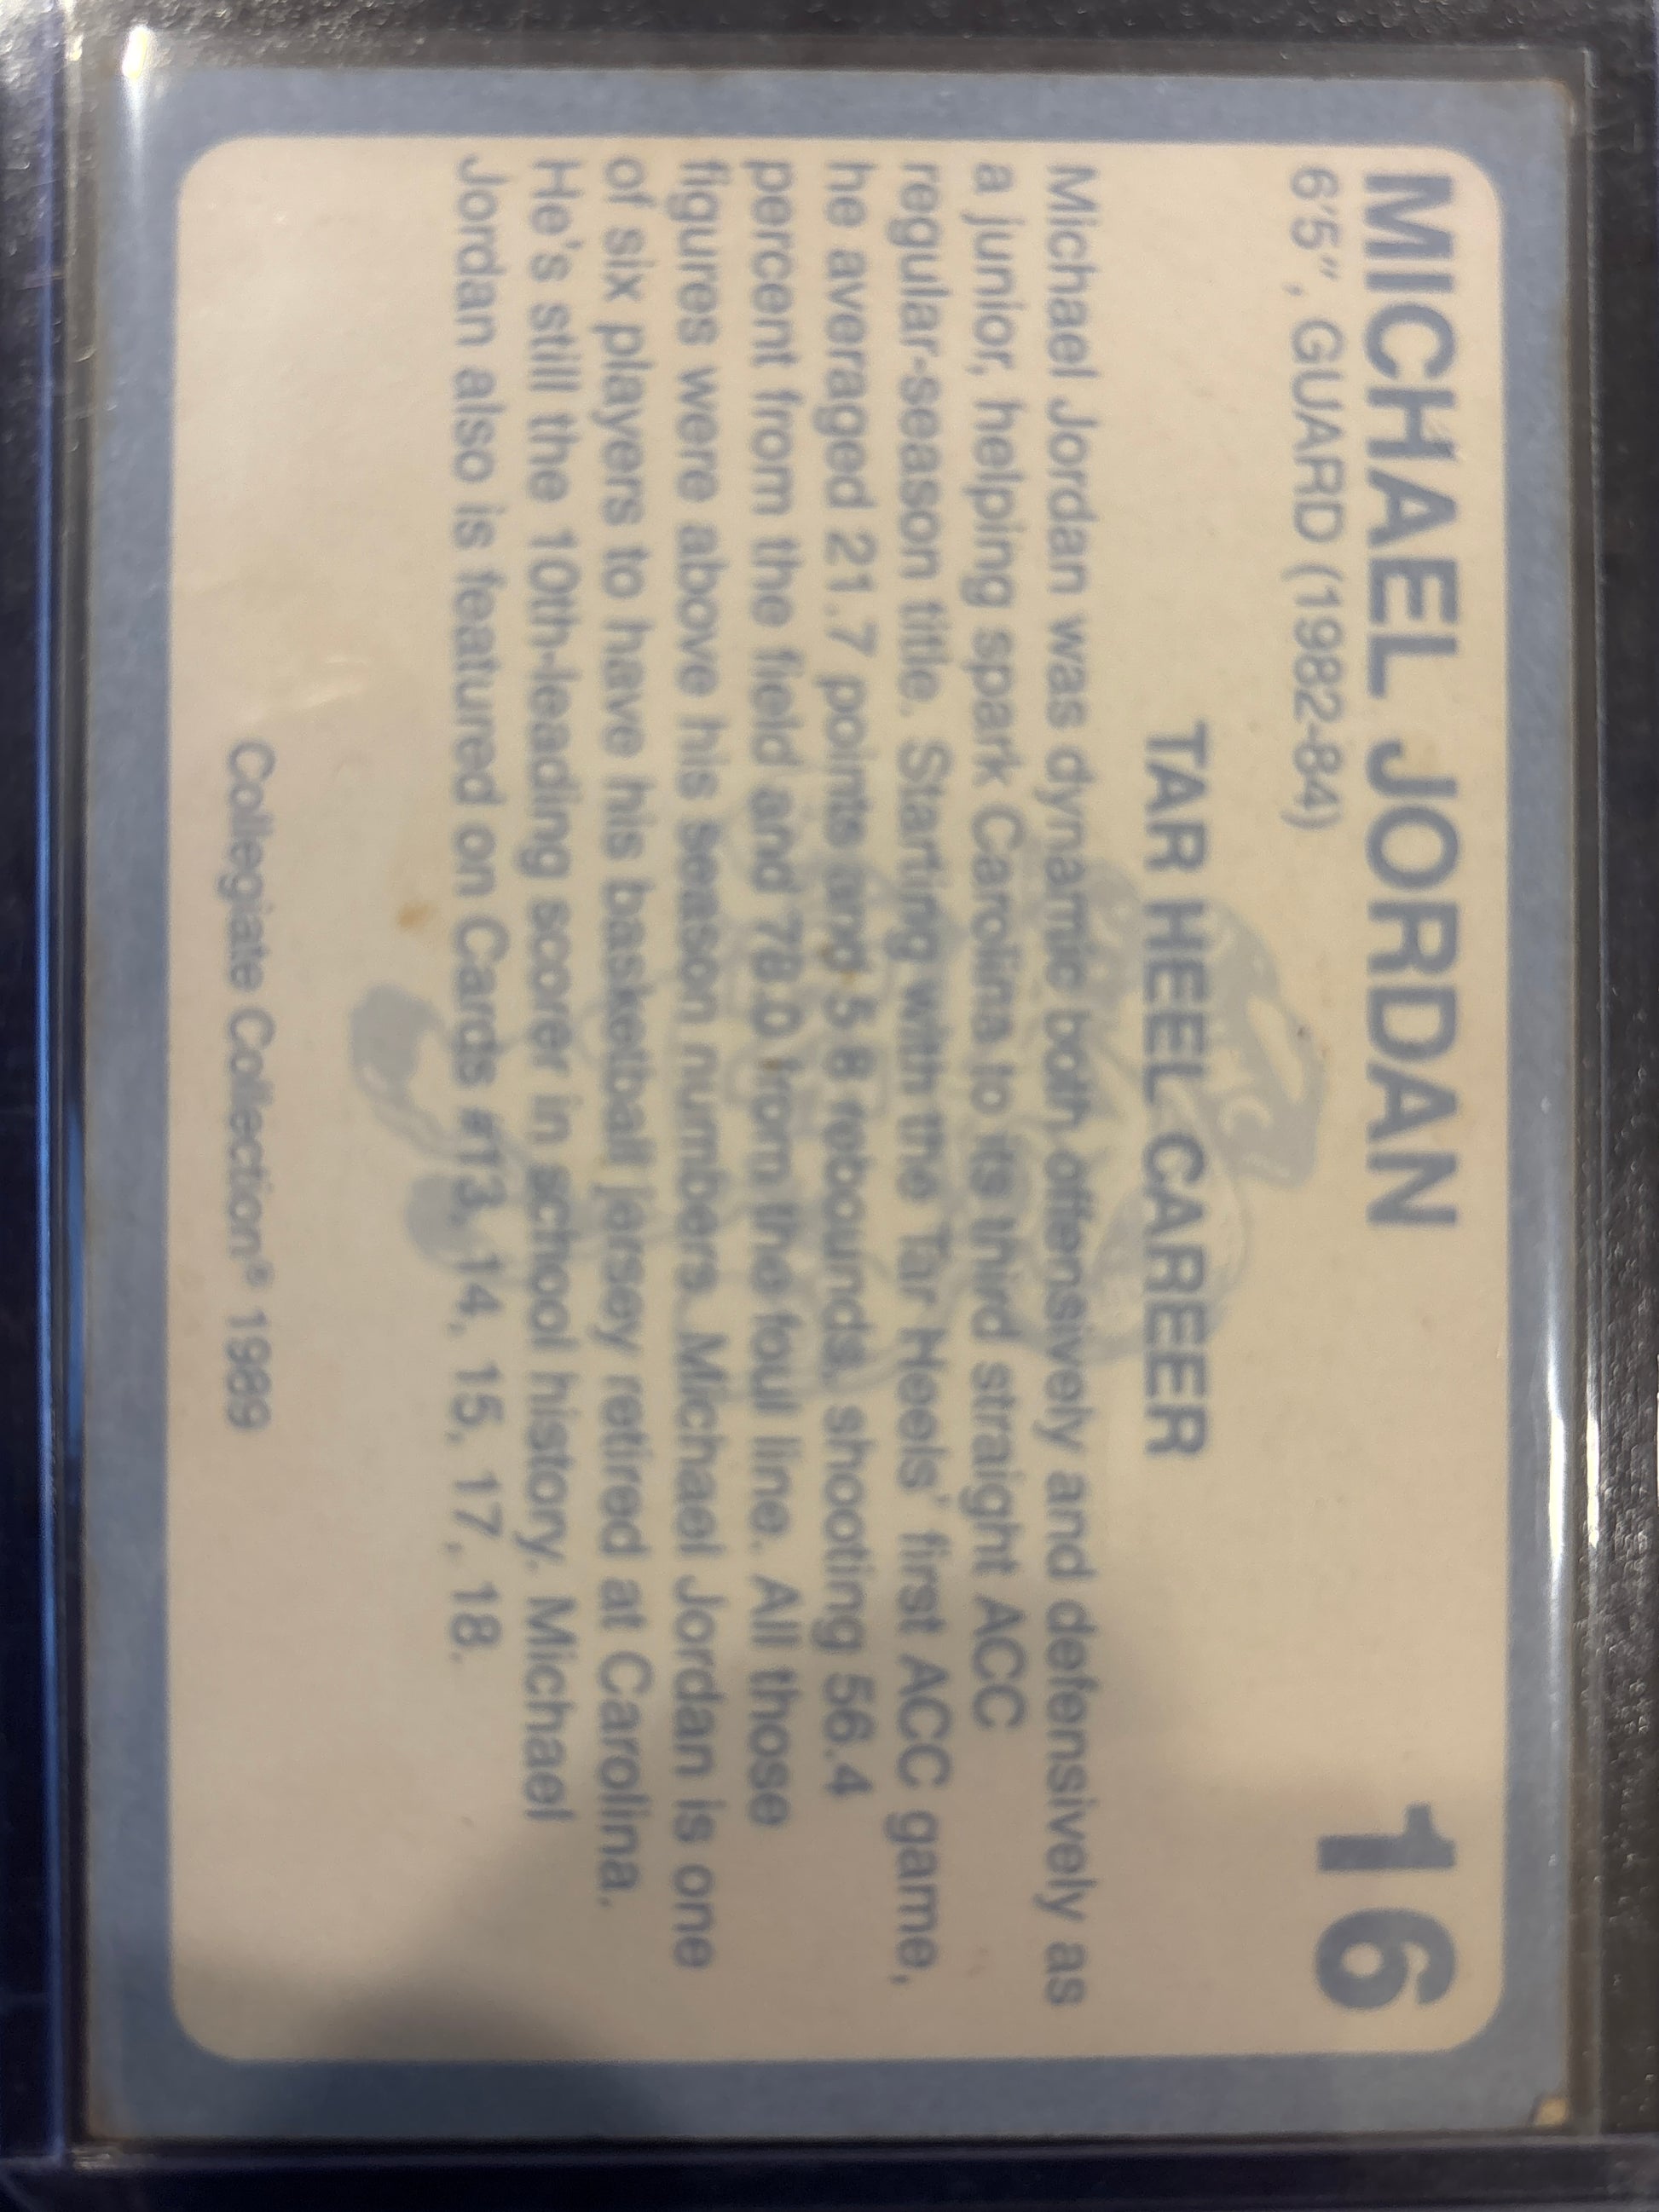 MICHAEL JORDAN 16
6'5", GUARD (1982-84)
TAR HEEL CAREER
Michael Jordan was dynamic both offensively and defensively as
a junior, helping spark Carolina to its third straight ACC
regular-season title. Starting with the Tar Heels' first ACC game,
he averaged 21.7 points and 5.8 rebounds, shooting 56.4
percent from the field and 78.0 from the foul line. All those
figures were above his season numbers. Michael Jordan is one
of six players to have his basketball jersey retired at Carolina.
He's still the 10th-leading scorer in school history. Michael
Jordan also is featured on Cards #13, 14, 15, 17, 18.
Collegiate Collection® 1989